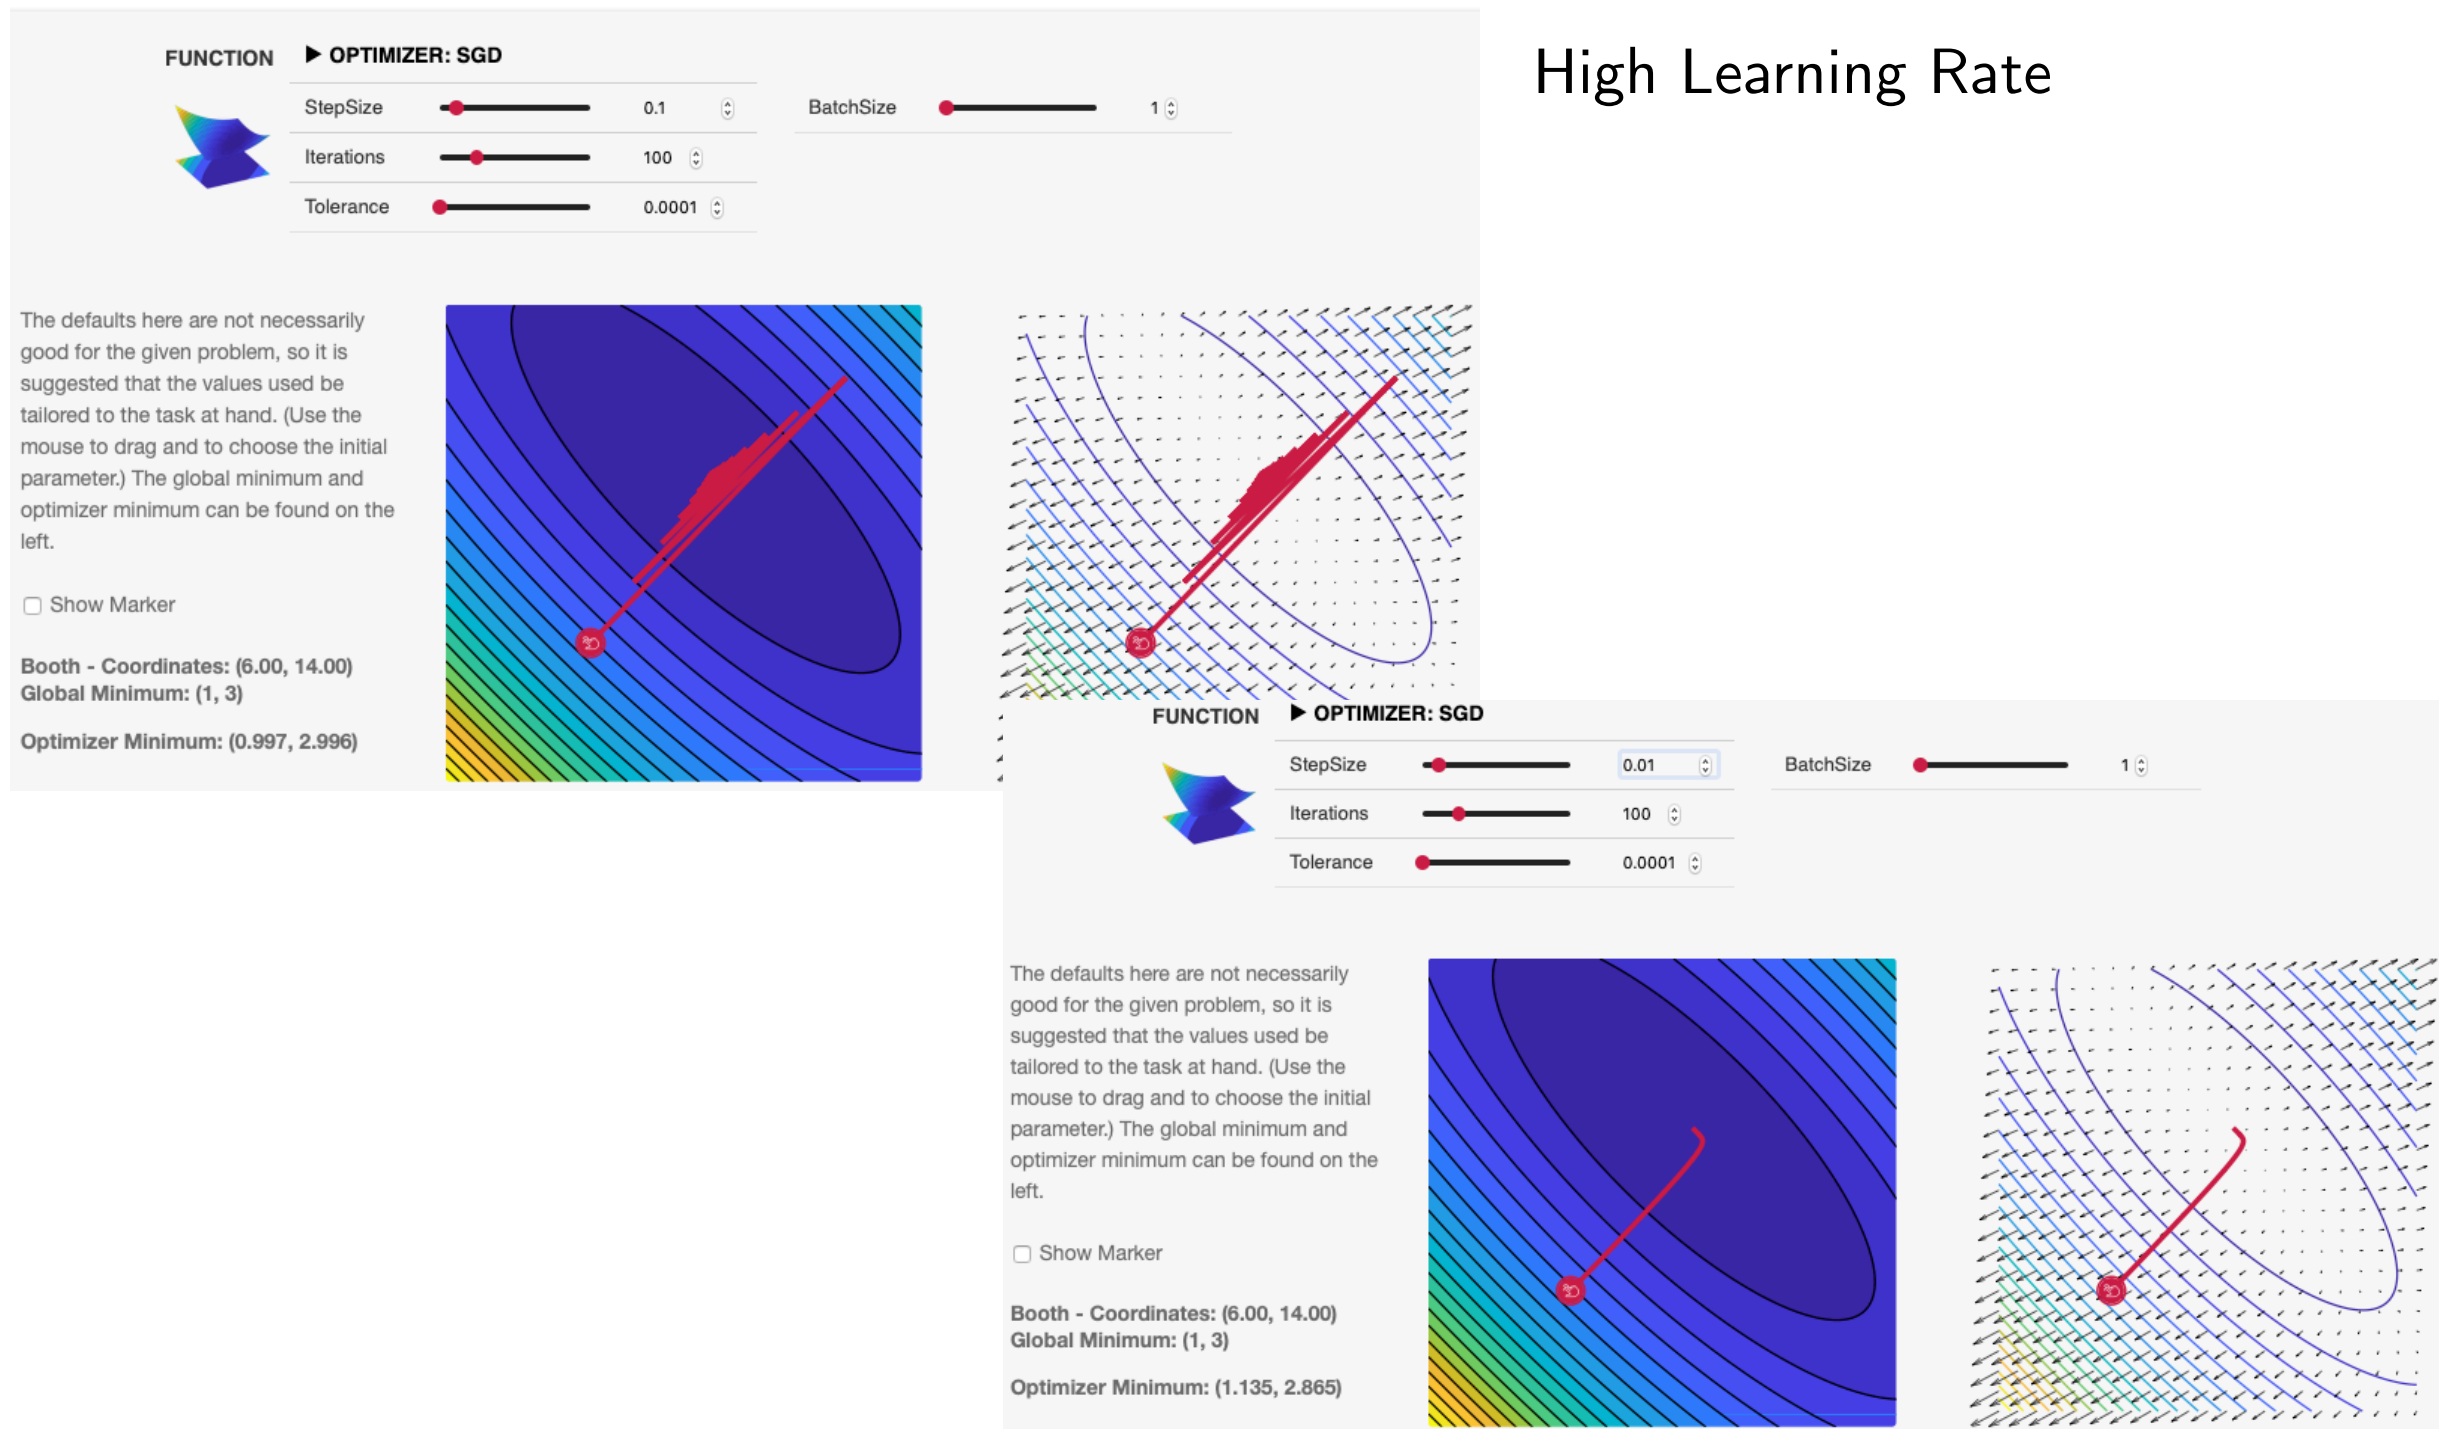 High Learning Rate
FUNCTION
▶ OPTIMIZER: SGD
StepSize 0.1
BatchSize 1
Iterations 100
Tolerance 0.0001
The defaults here are not necessarily
good for the given problem, so it is
suggested that the values used be
tailored to the task at hand. (Use the
mouse to drag and to choose the initial
parameter.) The global minimum and
optimizer minimum can be found on the
left.
Show Marker
Booth - Coordinates: (6.00, 14.00)
Global Minimum: (1, 3)
Optimizer Minimum: (0.997, 2.996)
FUNCTION
▶ OPTIMIZER: SGD
StepSize 0.01
BatchSize 1
Iterations 100
Tolerance 0.0001
The defaults here are not necessarily
good for the given problem, so it is
suggested that the values used be
tailored to the task at hand. (Use the
mouse to drag and to choose the initial
parameter.) The global minimum and
optimizer minimum can be found on the
left.
Show Marker
Booth - Coordinates: (6.00, 14.00)
Global Minimum: (1, 3)
Optimizer Minimum: (1.135, 2.865)